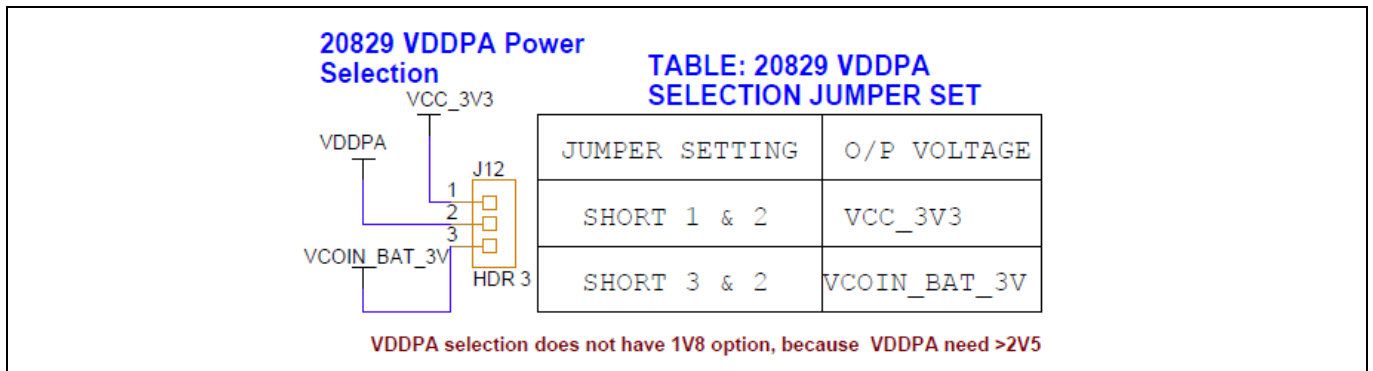 20829 VDDPA Power
Selection
VCC_3V3
VDDPA
J12
1
2
3
VCOIN_BAT_3V
HDR 3
TABLE: 20829 VDDPA
SELECTION JUMPER SET
JUMPER SETTING O/P VOLTAGE
SHORT 1 & 2 VCC_3V3
SHORT 3 & 2 VCOIN_BAT_3V
VDDPA selection does not have 1V8 option, because VDDPA need >2V5